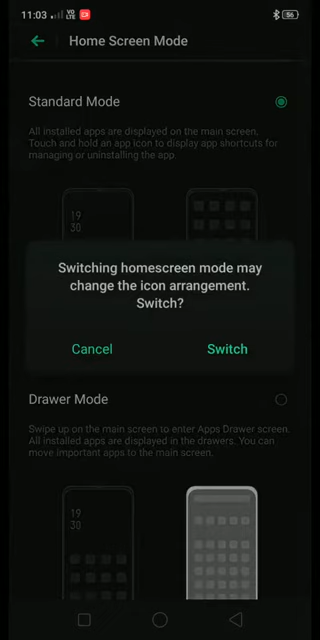 11:03 VO LTE 56
Home Screen Mode
Standard Mode
All installed apps are displayed on the main screen.
Touch and hold an app icon to display app shortcuts for
managing or uninstalling the app.
19
30
Switching homescreen mode may
change the icon arrangement.
Switch?
Cancel Switch
Drawer Mode
Swipe up on the main screen to enter Apps Drawer screen.
All installed apps are displayed in the drawers. You can
move important apps to the main screen.
19
30